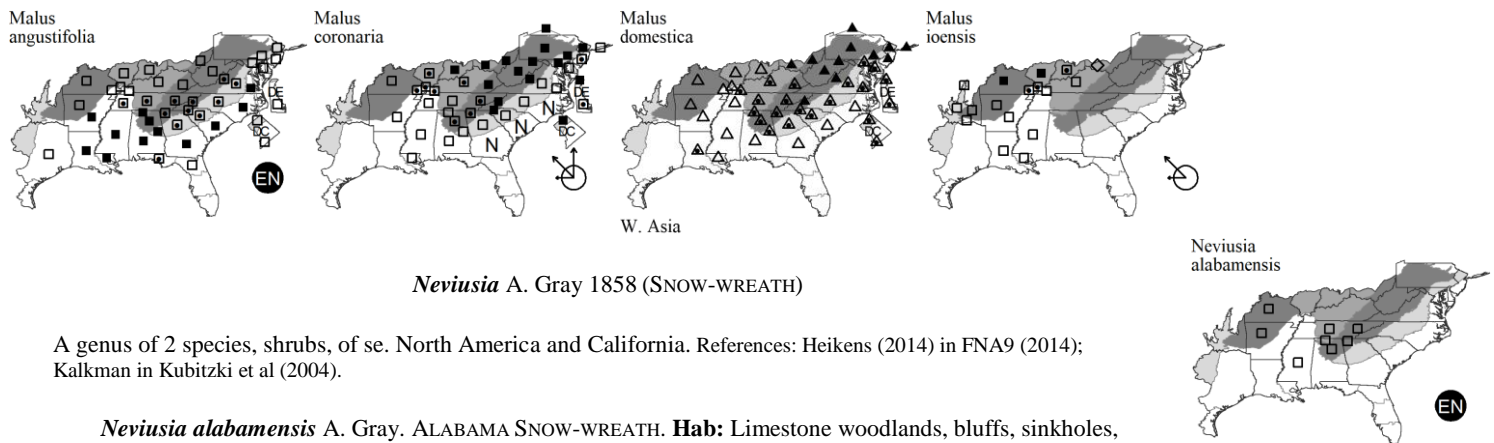 Malus
angustifolia
DE
DC
EN
Malus
coronaria
N
N
N
DE
DC
Malus
domestica
DE
DC
W. Asia
Malus
ioensis
Neviusia
alabamensis
EN
Neviusia A. Gray 1858 (SNOW-WREATH)
A genus of 2 species, shrubs, of se. North America and California. References: Heikens (2014) in FNA9 (2014);
Kalkman in Kubitzki et al (2004).
Neviusia alabamensis A. Gray. ALABAMA SNOW-WREATH. Hab: Limestone woodlands, bluffs, sinkholes,